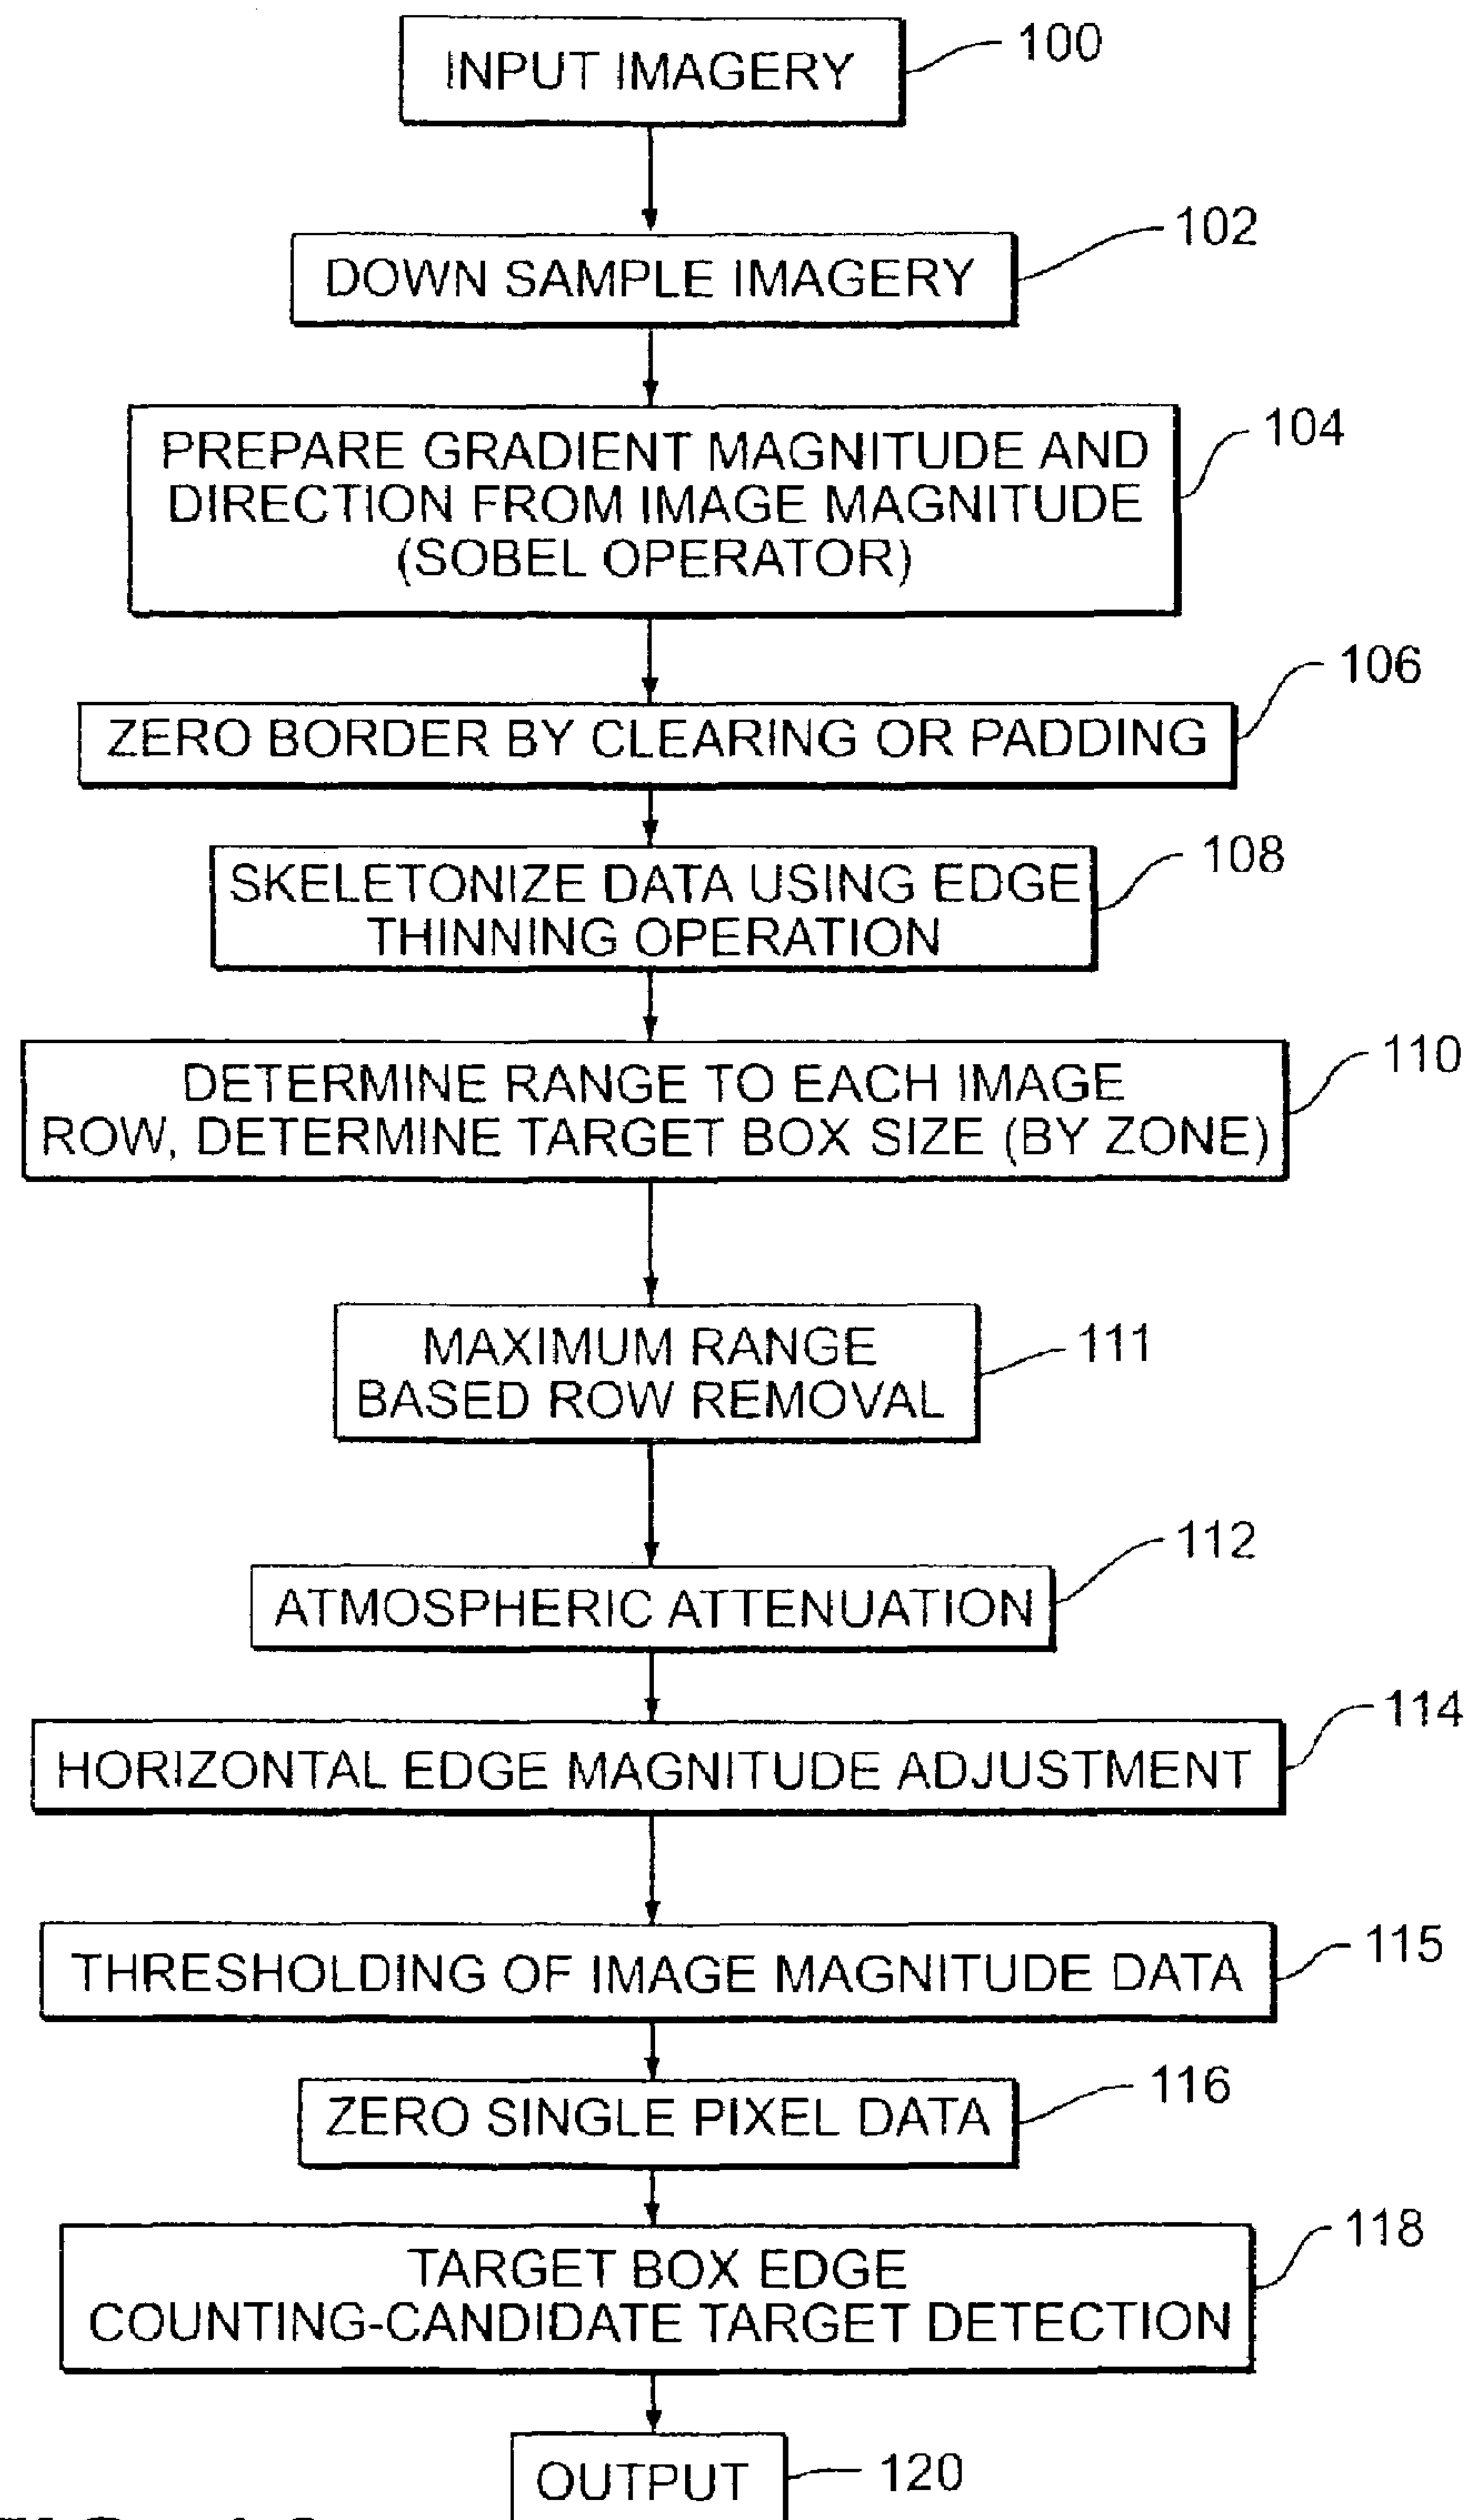 INPUT IMAGERY
100
DOWN SAMPLE IMAGERY
102
PREPARE GRADIENT MAGNITUDE AND
DIRECTION FROM IMAGE MAGNITUDE
(SOBEL OPERATOR)
104
ZERO BORDER BY CLEARING OR PADDING
106
SKELETONIZE DATA USING EDGE
THINNING OPERATION
108
DETERMINE RANGE TO EACH IMAGE
ROW, DETERMINE TARGET BOX SIZE (BY ZONE)
110
MAXIMUM RANGE
BASED ROW REMOVAL
111
ATMOSPHERIC ATTENUATION
112
HORIZONTAL EDGE MAGNITUDE ADJUSTMENT
114
THRESHOLDING OF IMAGE MAGNITUDE DATA
115
ZERO SINGLE PIXEL DATA
116
TARGET BOX EDGE
COUNTING-CANDIDATE TARGET DETECTION
118
OUTPUT
120